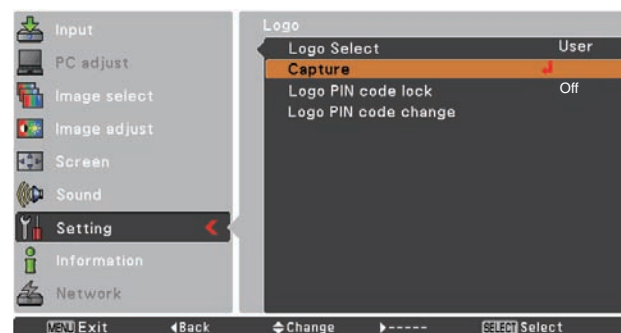 Input
PC adjust
Image select
Image adjust
Screen
Sound
Setting
Information
Network
Logo
Logo Select User
Capture
Logo PIN code lock Off
Logo PIN code change
MENU Exit Back Change ----- SELECT Select